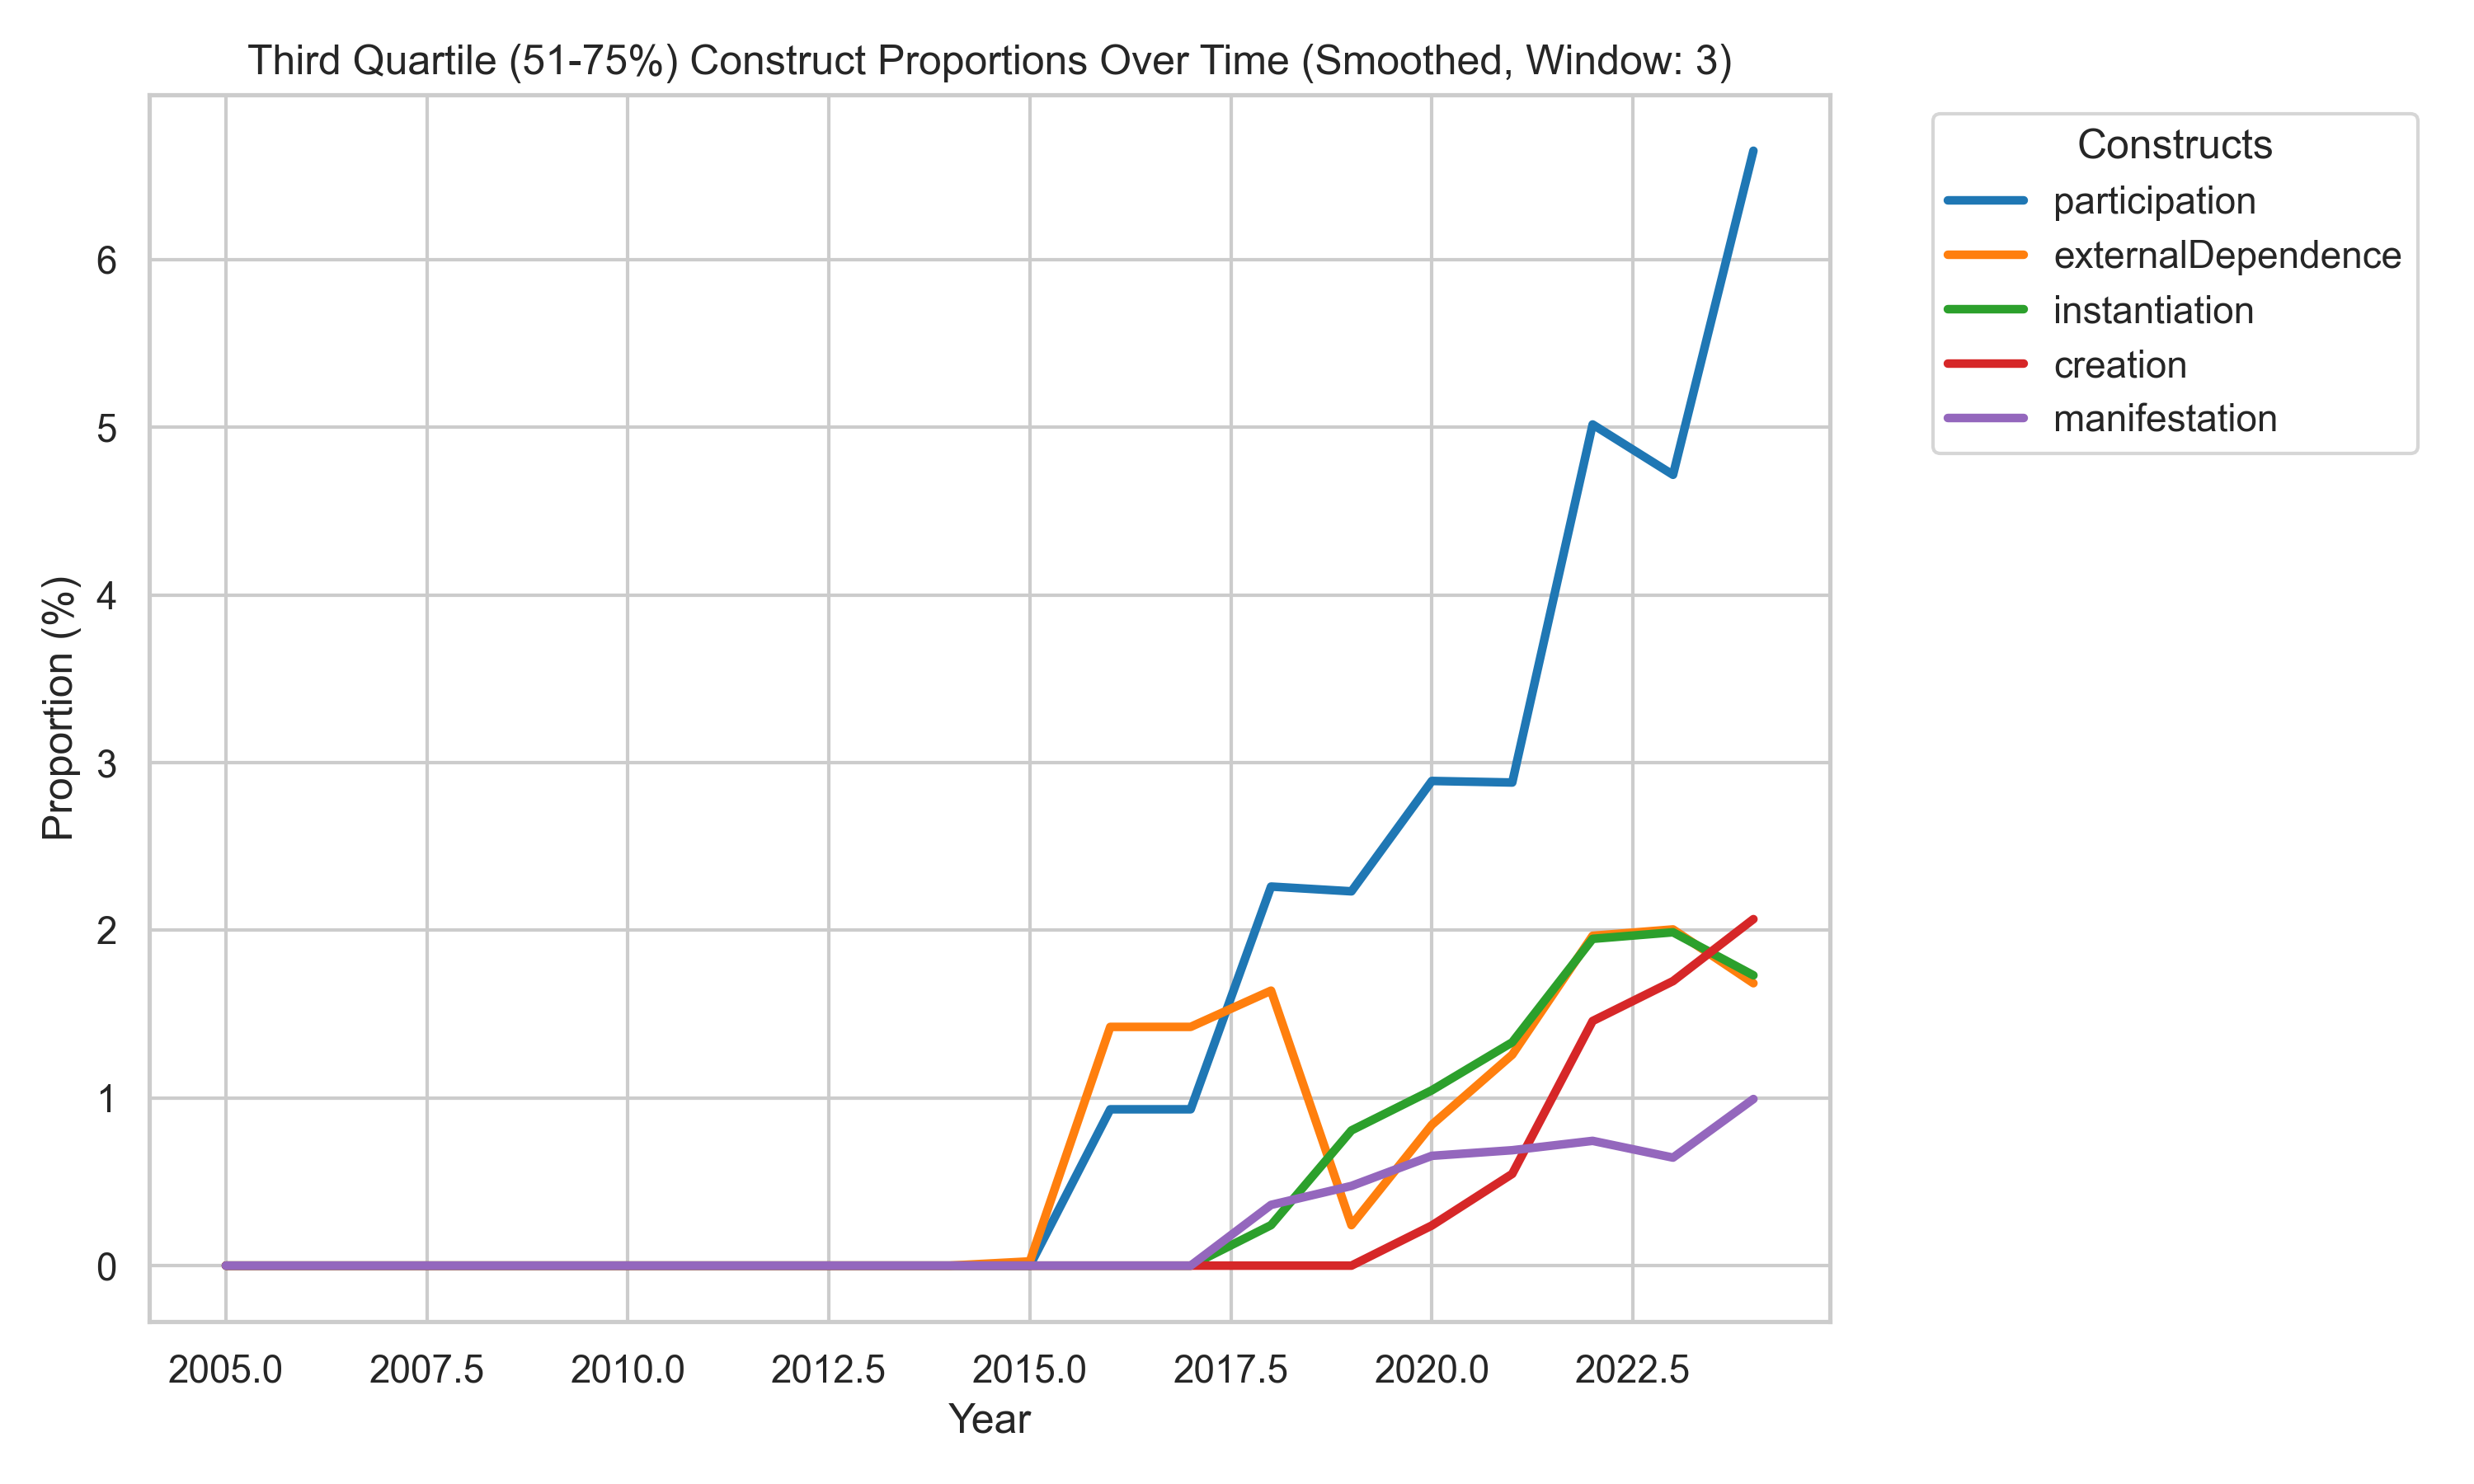 Third Quartile (51-75%) Construct Proportions Over Time (Smoothed, Window: 3)
Constructs
participation
externalDependence
instantiation
creation
manifestation
Proportion (%)
6
5
4
3
2
1
0
2005.0 2007.5 2010.0 2012.5 2015.0 2017.5 2020.0 2022.5
Year